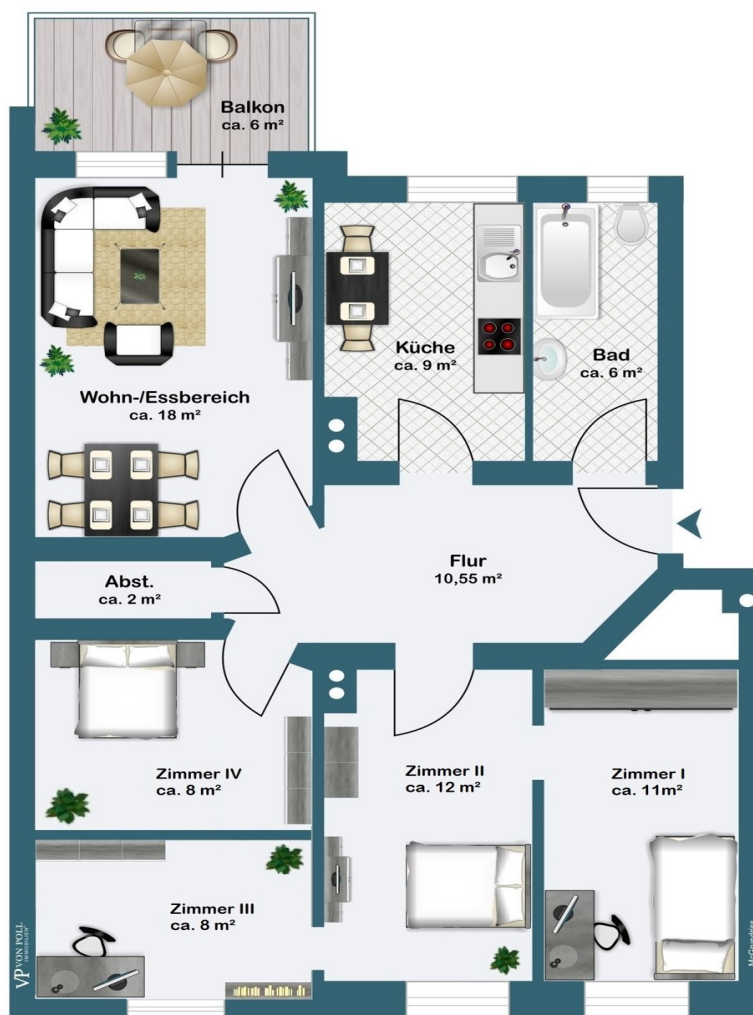 Balkon
ca. 6 m²
Wohn-/Essbereich
ca. 18 m²
Küche
ca. 9 m²
Bad
ca. 6 m²
Flur
10,55 m²
Abst.
ca. 2 m²
Zimmer IV
ca. 8 m²
Zimmer II
ca. 12 m²
Zimmer I
ca. 11m²
Zimmer III
ca. 8 m²
VP VON POLL
IMMOBILIEN
McGrundriss